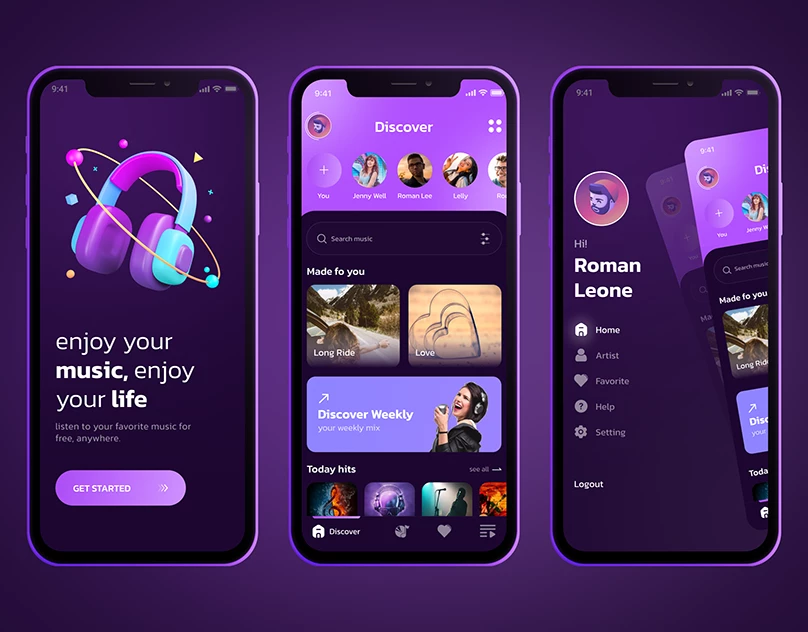 9:41
enjoy your
music, enjoy
your life
listen to your favorite music for
free, anywhere.
GET STARTED
9:41
Discover
You
Jenny Well
Roman Lee
Lelly
Ro
Search music
Made fo you
Long Ride
Love
Discover Weekly
your weekly mix
Today hits
see all
Discover
9:41
Hi!
Roman
Leone
Home
Artist
Favorite
Help
Setting
Logout
9:41
Dis
You
Jenny W
Search music
Made fo you
Long Ride
Disc
your
Toda